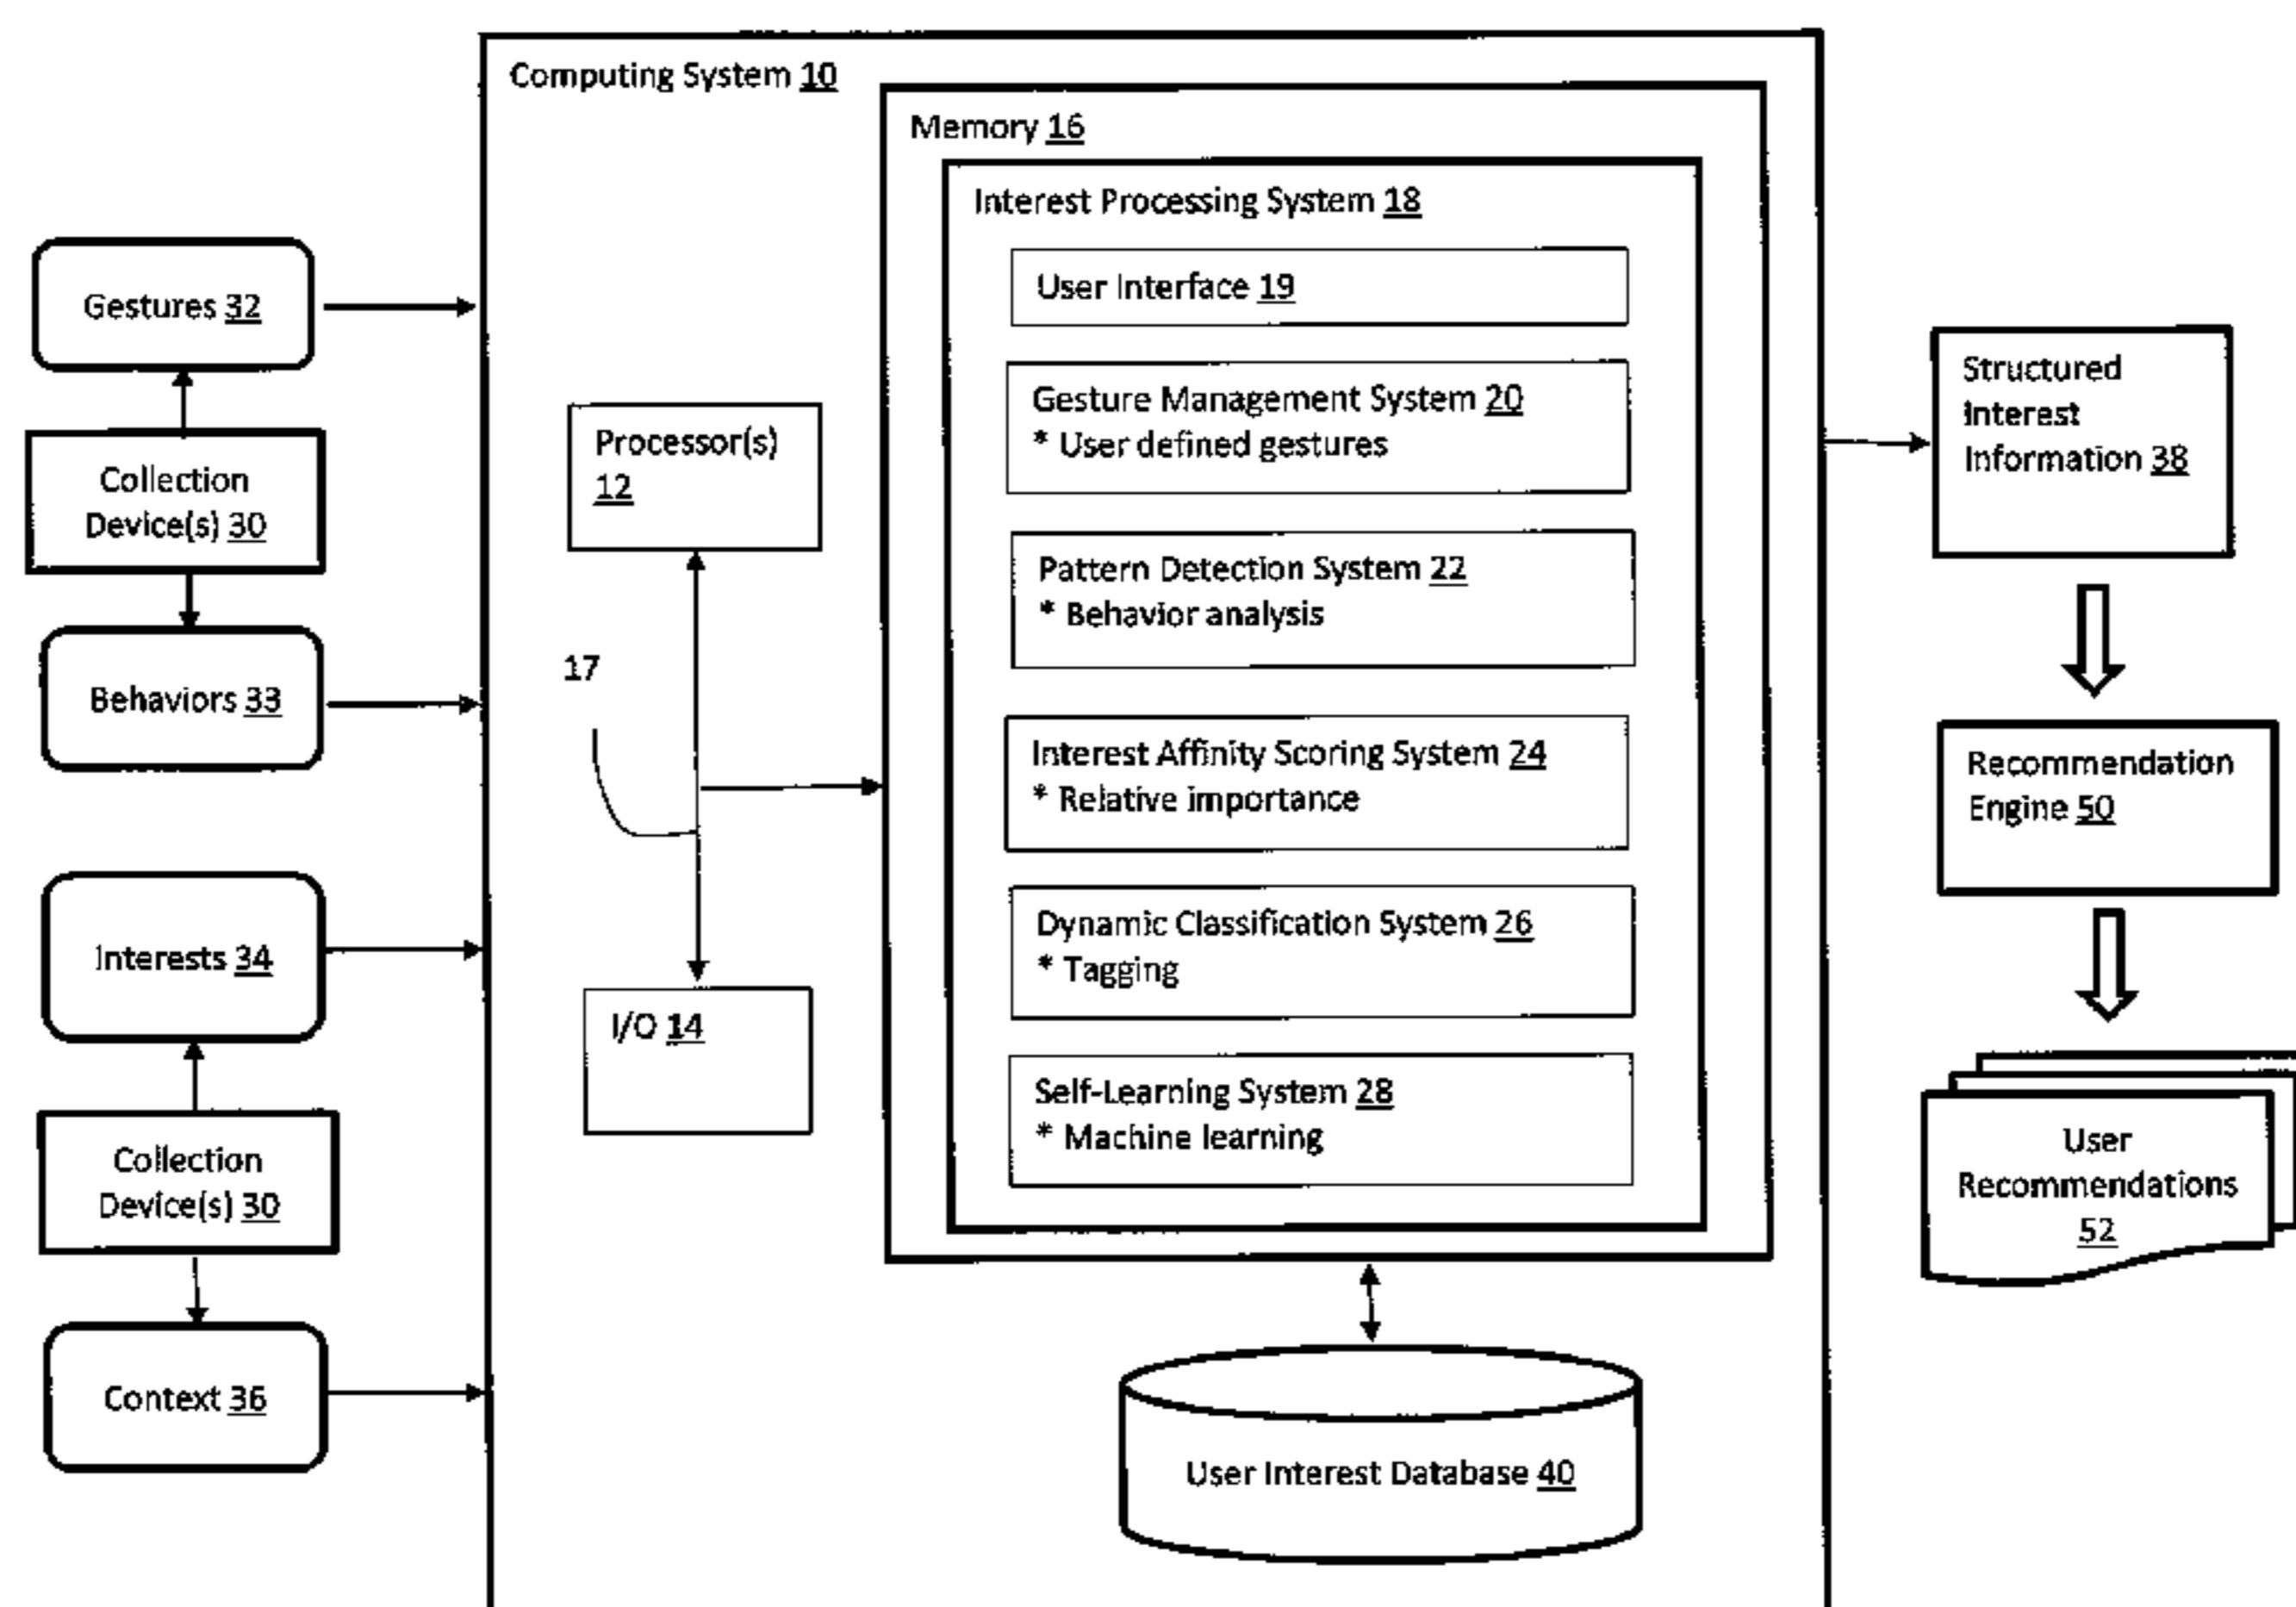 Computing System 10
Memory 16
Interest Processing System 18
User Interface 19
Gesture Management System 20
* User defined gestures
Pattern Detection System 22
* Behavior analysis
Interest Affinity Scoring System 24
* Relative importance
Dynamic Classification System 26
* Tagging
Self-Learning System 28
* Machine learning
Gestures 32
Collection
Device(s) 30
Behaviors 33
Interests 34
Collection
Device(s) 30
Context 36
Processor(s)
12
17
I/O 14
User Interest Database 40
Structured
Interest
Information 38
Recommendation
Engine 50
User
Recommendations
52